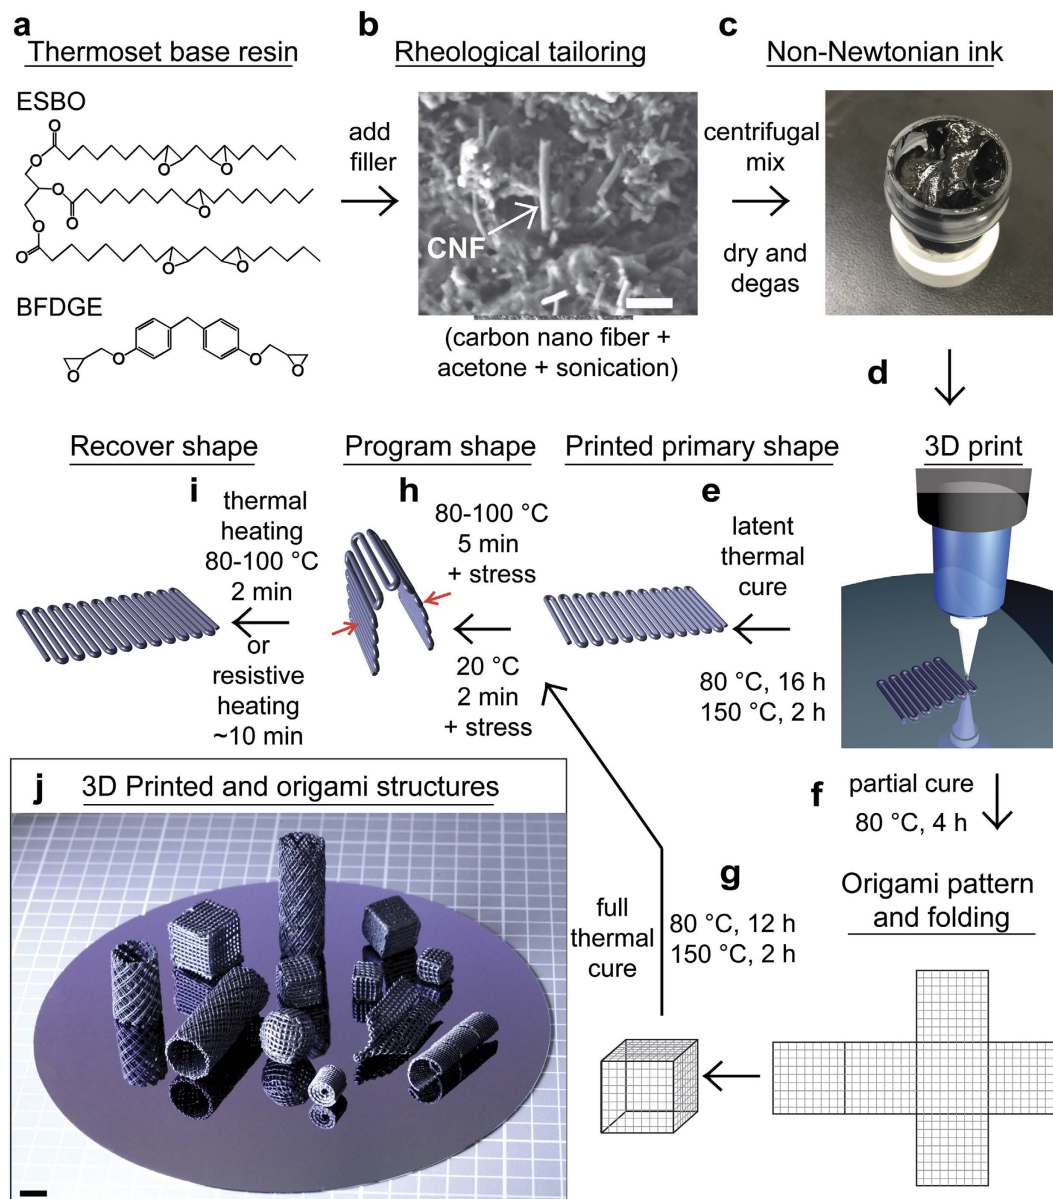 a
Thermoset base resin
ESBO
O
O
O
O
O
O
O
O
O
O
O
BFDGE
O
O
O
O
add
filler
b
Rheological tailoring
CNF
(carbon nano fiber +
acetone + sonication)
centrifugal
mix
dry and
degas
c
Non-Newtonian ink
d
3D print
Printed primary shape
e
latent
thermal
cure
80 °C, 16 h
150 °C, 2 h
Program shape
h
80-100 °C
5 min
+ stress
20 °C
2 min
+ stress
Recover shape
i
thermal
heating
80-100 °C
2 min
or
resistive
heating
~10 min
f
partial cure
80 °C, 4 h
Origami pattern
and folding
g
full
thermal
cure
80 °C, 12 h
150 °C, 2 h
j
3D Printed and origami structures